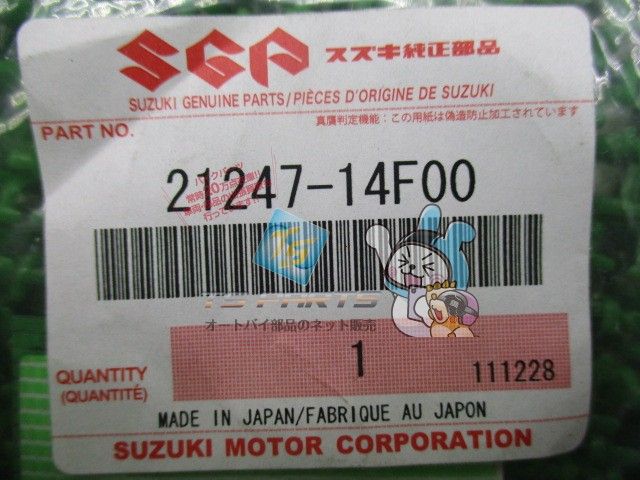 SGP スズキ純正部品
SUZUKI GENUINE PARTS/PIÈCES D'ORIGINE DE SUZUKI
真贋判定機能：この用紙は偽造防止加工されています
PART NO.
21247-14F00
TS PARTS
オートバイ部品のネット販売
QUANTITY
(QUANTITÉ)
1
111228
MADE IN JAPAN/FABRIQUE AU JAPON
SUZUKI MOTOR CORPORATION